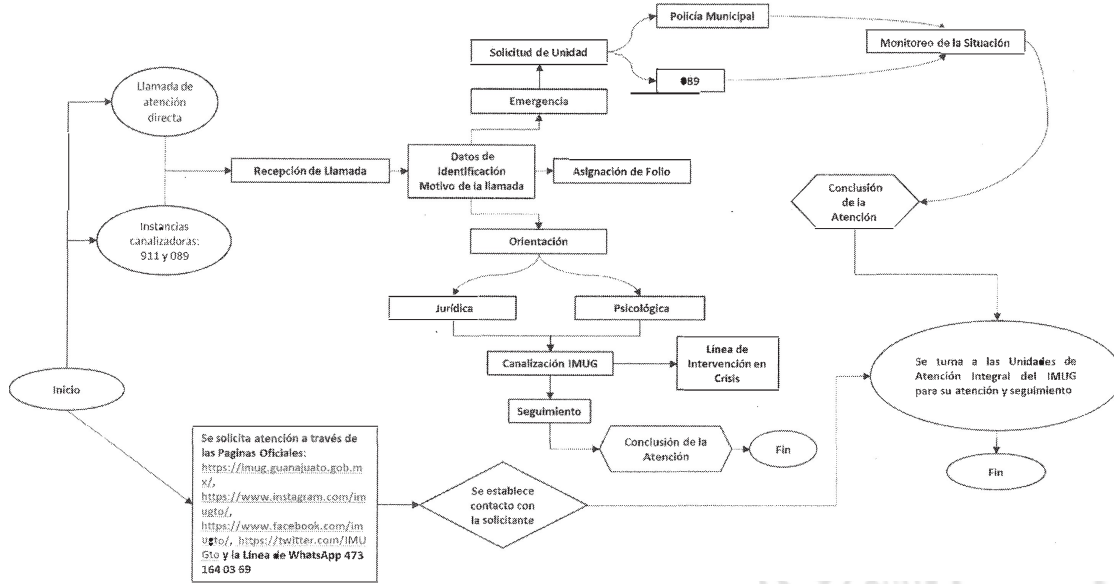 Policía Municipal
Solicitud de Unidad
Monitoreo de la Situación
089
Emergencia
Llamada de
atención
directa
Recepción de Llamada
Datos de
Identificación
Motivo de la llamada
Asignación de Folio
Conclusión
de la
Atención
Instancias
canalizadoras:
911 y 089
Orientación
Jurídica
Psicológica
Canalización IMUG
Línea de
Intervención en
Crisis
Se turna a las Unidades de
Atención Integral del IMUG
para su atención y seguimiento
Inicio
Seguimiento
Conclusión de la
Atención
Fin
Fin
Se solicita atención a través de
las Paginas Oficiales:
https://imug.guanajuato.gob.m
x/,
https://www.instagram.com/im
ugto/,
https://www.facebook.com/im
ugto/, https://twitter.com/IMU
Gto y la Línea de WhatsApp 473
164 03 69
Se establece
contacto con
la solicitante